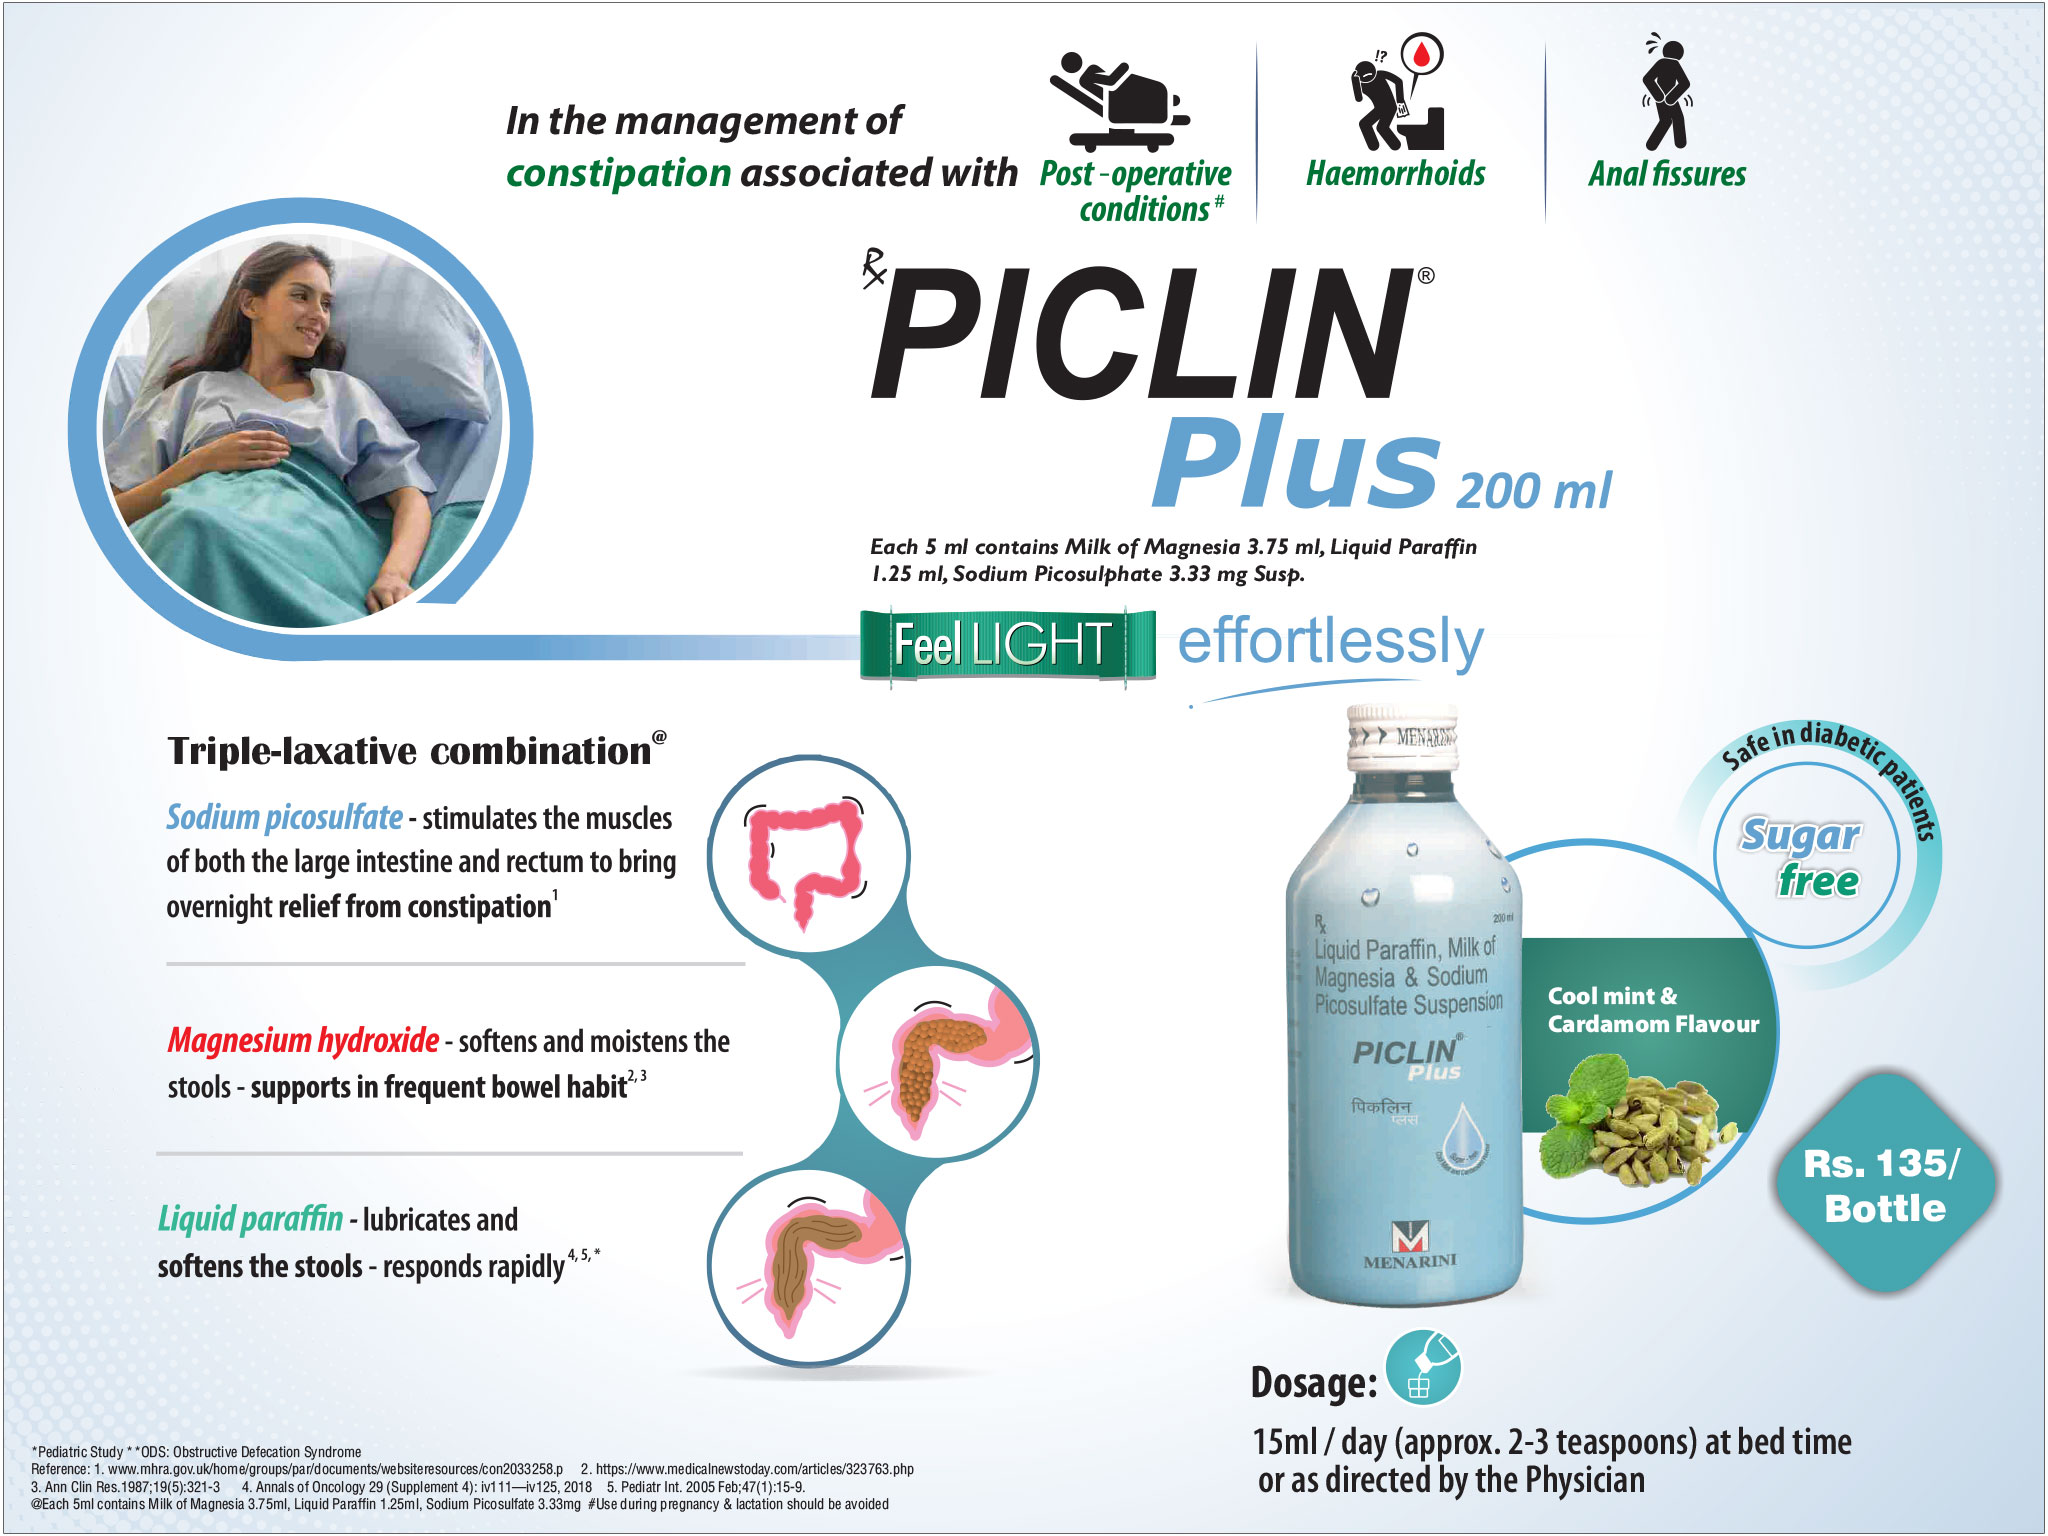 In the management of
constipation associated with
Post-operative
conditions#
!?
Haemorrhoids
Anal fissures
Rx PICLIN®
Plus 200 ml
Each 5 ml contains Milk of Magnesia 3.75 ml, Liquid Paraffin
1.25 ml, Sodium Picosulphate 3.33 mg Susp.
Feel LIGHT effortlessly
Triple-laxative combination@
Sodium picosulfate - stimulates the muscles
of both the large intestine and rectum to bring
overnight relief from constipation1
Magnesium hydroxide - softens and moistens the
stools - supports in frequent bowel habit2, 3
Liquid paraffin - lubricates and
softens the stools - responds rapidly4, 5, *
MENARINI
Rx 200 ml
Liquid Paraffin, Milk of
Magnesia & Sodium
Picosulfate Suspension
PICLIN®
Plus
पिकलिन
प्लस
Sugar - free
MENARINI
Safe in diabetic patients
Sugar
free
Cool mint &
Cardamom Flavour
Rs. 135/
Bottle
Dosage:
15ml / day (approx. 2-3 teaspoons) at bed time
or as directed by the Physician
*Pediatric Study **ODS: Obstructive Defecation Syndrome
Reference: 1. www.mhra.gov.uk/home/groups/par/documents/websiteresources/con2033258.p 2. https://www.medicalnewstoday.com/articles/323763.php
3. Ann Clin Res.1987;19(5):321-3 4. Annals of Oncology 29 (Supplement 4): iv111—iv125, 2018 5. Pediatr Int. 2005 Feb;47(1):15-9.
@Each 5ml contains Milk of Magnesia 3.75ml, Liquid Paraffin 1.25ml, Sodium Picosulfate 3.33mg #Use during pregnancy & lactation should be avoided